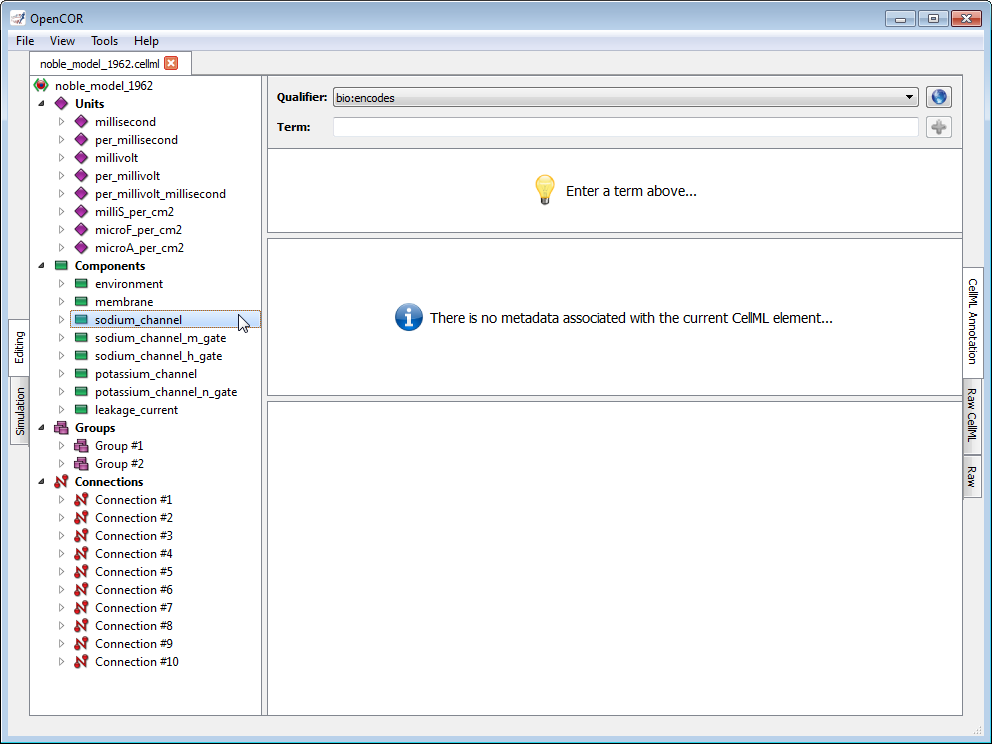 OpenCOR
File View Tools Help
noble_model_1962.cellml
noble_model_1962
Units
millisecond
per_millisecond
millivolt
per_millivolt
per_millivolt_millisecond
milliS_per_cm2
microF_per_cm2
microA_per_cm2
Components
environment
membrane
sodium_channel
sodium_channel_m_gate
sodium_channel_h_gate
potassium_channel
potassium_channel_n_gate
leakage_current
Groups
Group #1
Group #2
Connections
Connection #1
Connection #2
Connection #3
Connection #4
Connection #5
Connection #6
Connection #7
Connection #8
Connection #9
Connection #10
Editing
Simulation
Qualifier: bio:encodes
Term:
Enter a term above...
There is no metadata associated with the current CellML element...
CellML Annotation
Raw CellML
Raw